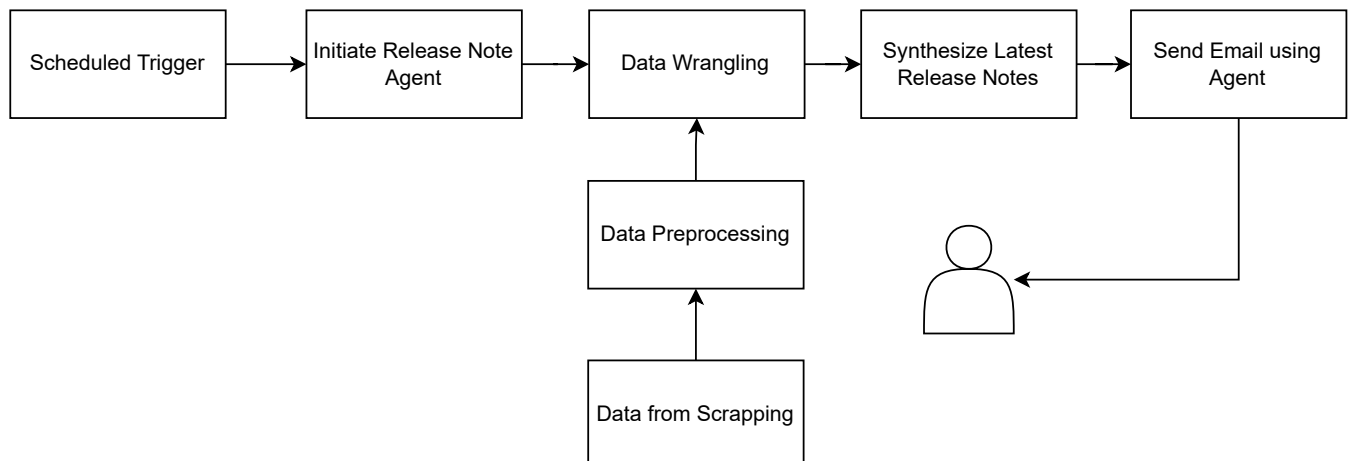 Scheduled Trigger
Initiate Release Note
Agent
Data Wrangling
Synthesize Latest
Release Notes
Send Email using
Agent
Data Preprocessing
Data from Scrapping